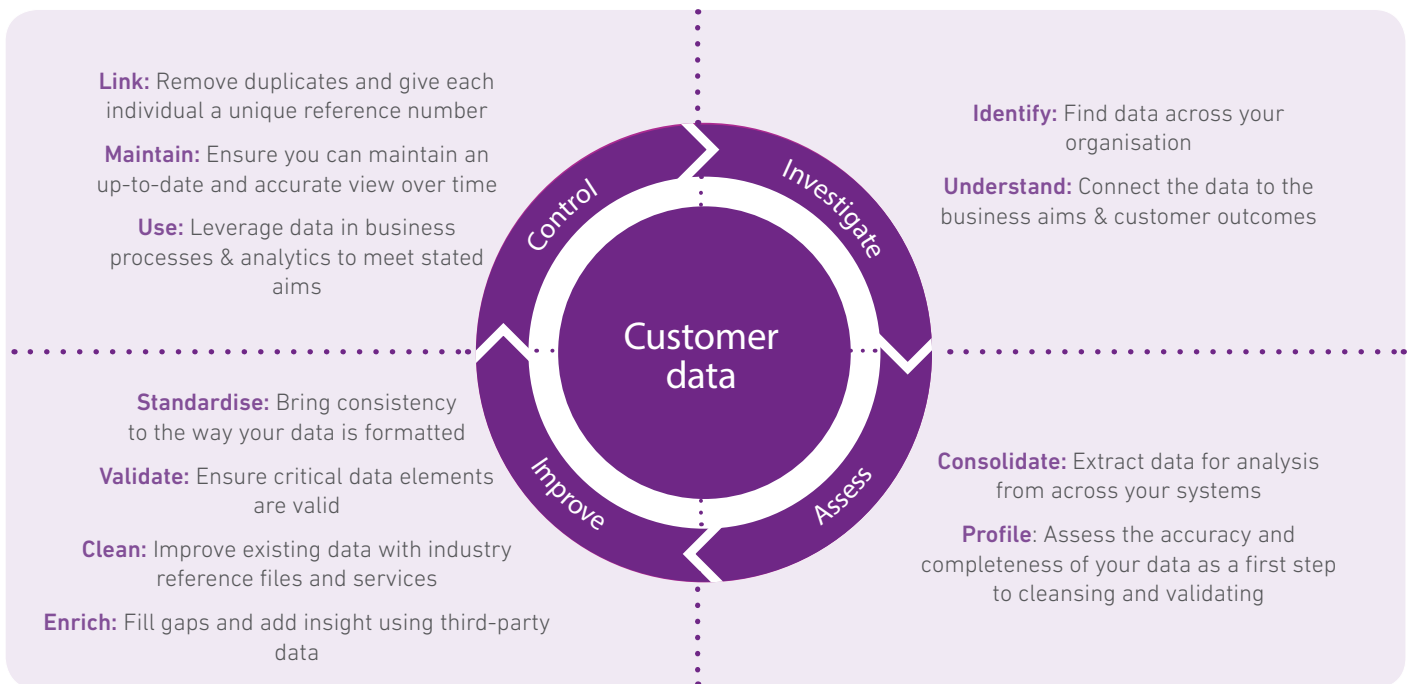 Link: Remove duplicates and give each
individual a unique reference number
Maintain: Ensure you can maintain an
up-to-date and accurate view over time
Use: Leverage data in business
processes & analytics to meet stated
aims
Identify: Find data across your
organisation
Understand: Connect the data to the
business aims & customer outcomes
Control
Investigate
Customer
data
Improve
Assess
Standardise: Bring consistency
to the way your data is formatted
Validate: Ensure critical data elements
are valid
Clean: Improve existing data with industry
reference files and services
Enrich: Fill gaps and add insight using third-party
data
Consolidate: Extract data for analysis
from across your systems
Profile: Assess the accuracy and
completeness of your data as a first step
to cleansing and validating